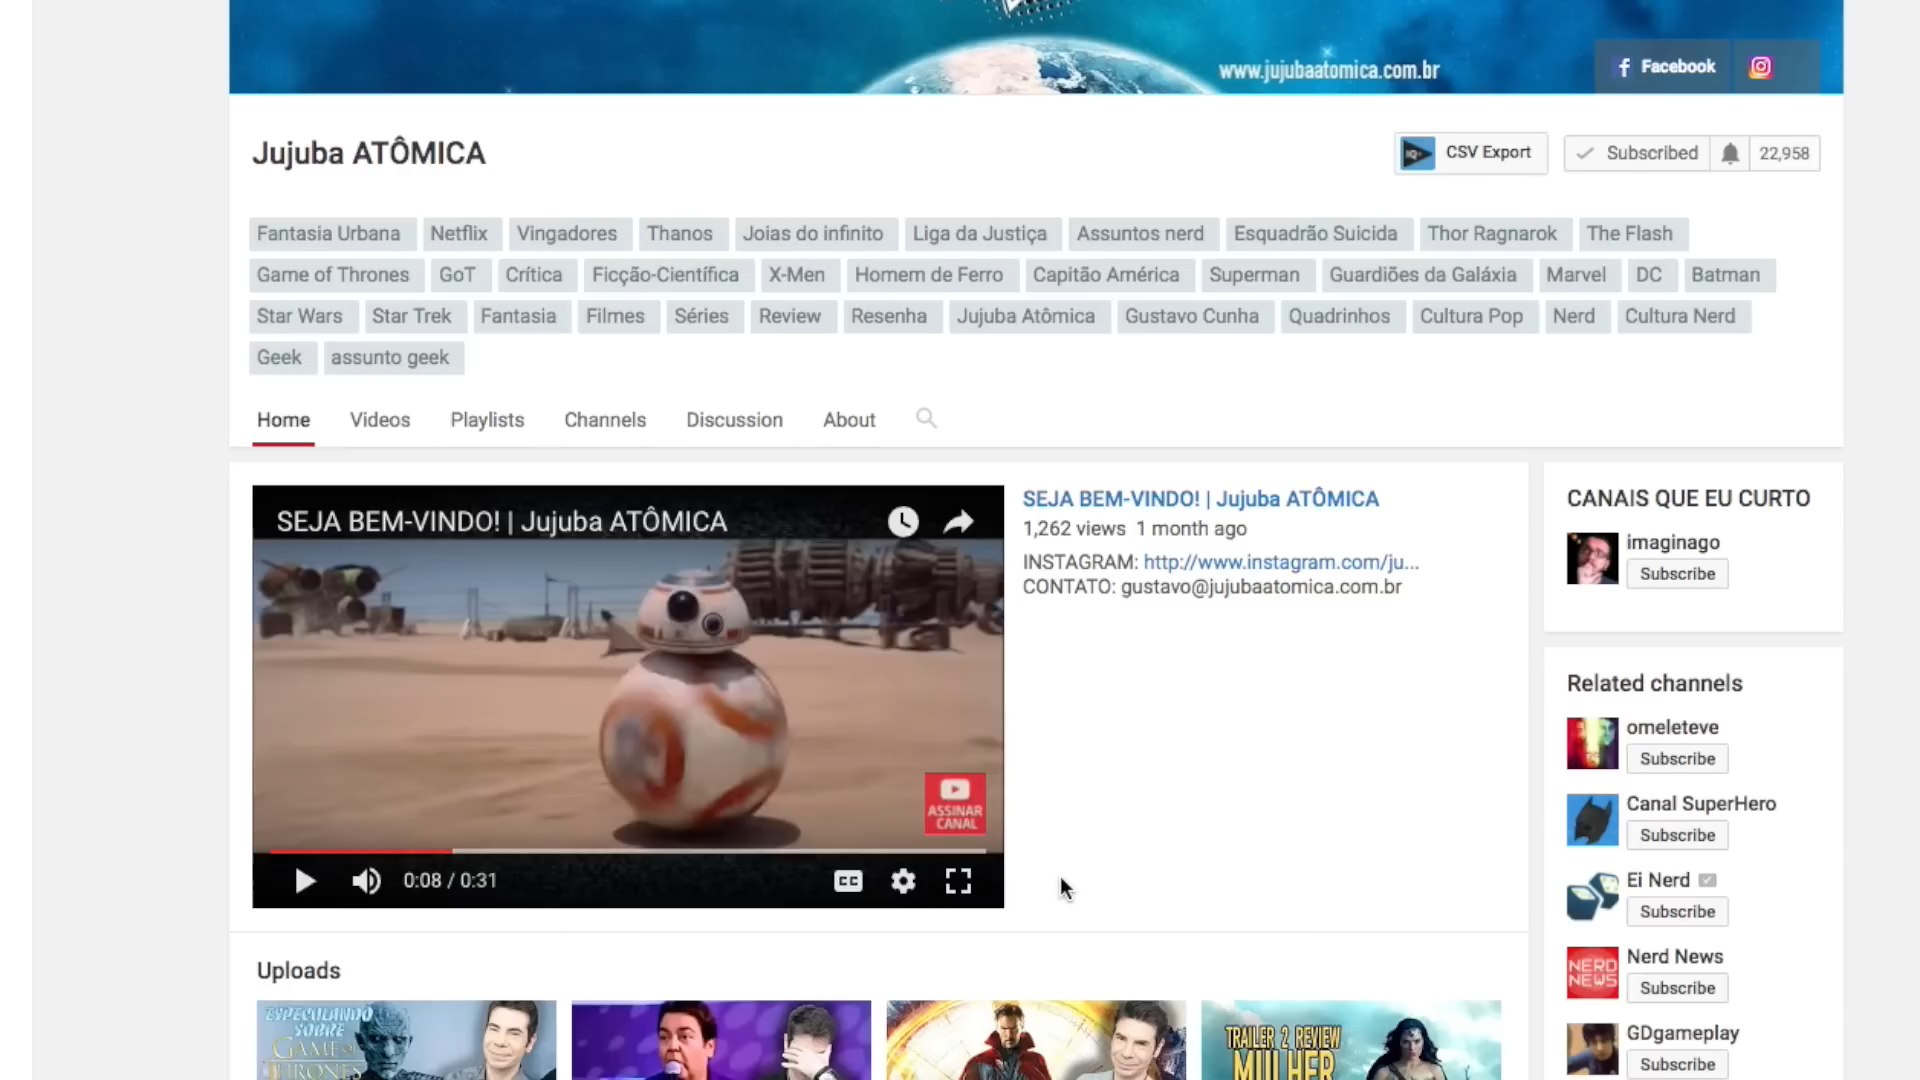 www.jujubaatomica.com.br
Facebook
Jujuba ATÔMICA
CSV Export
Subscribed 22,958
Fantasia Urbana Netflix Vingadores Thanos Joias do infinito Liga da Justiça Assuntos nerd Esquadrão Suicida Thor Ragnarok The Flash
Game of Thrones GoT Crítica Ficção-Científica X-Men Homem de Ferro Capitão América Superman Guardiões da Galáxia Marvel DC Batman
Star Wars Star Trek Fantasia Filmes Séries Review Resenha Jujuba Atômica Gustavo Cunha Quadrinhos Cultura Pop Nerd Cultura Nerd
Geek assunto geek
Home Videos Playlists Channels Discussion About
SEJA BEM-VINDO! | Jujuba ATÔMICA
ASSINAR
CANAL
0:08 / 0:31
CC
SEJA BEM-VINDO! | Jujuba ATÔMICA
1,262 views 1 month ago
INSTAGRAM: http://www.instagram.com/ju...
CONTATO: gustavo@jujubaatomica.com.br
CANAIS QUE EU CURTO
imaginago
Subscribe
Related channels
omeleteve
Subscribe
Canal SuperHero
Subscribe
Ei Nerd
Subscribe
NERD
NEWS
Nerd News
Subscribe
GDgameplay
Subscribe
Uploads
ESPECULANDO
SOBRE
GAME OF
THRONES
TRAILER 2 REVIEW
MULHER